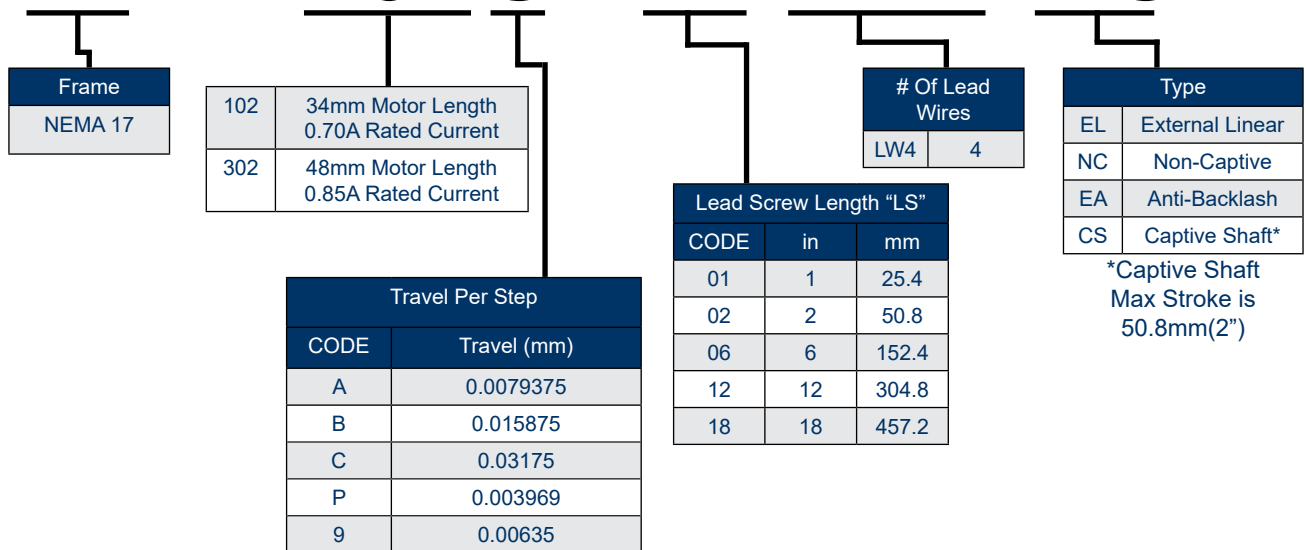 Frame
NEMA 17
102 34mm Motor Length
0.70A Rated Current
302 48mm Motor Length
0.85A Rated Current
Travel Per Step
CODE Travel (mm)
A 0.0079375
B 0.015875
C 0.03175
P 0.003969
9 0.00635
Lead Screw Length “LS”
CODE in mm
01 1 25.4
02 2 50.8
06 6 152.4
12 12 304.8
18 18 457.2
# Of Lead
Wires
LW4 4
Type
EL External Linear
NC Non-Captive
EA Anti-Backlash
CS Captive Shaft*
*Captive Shaft
Max Stroke is
50.8mm(2”)